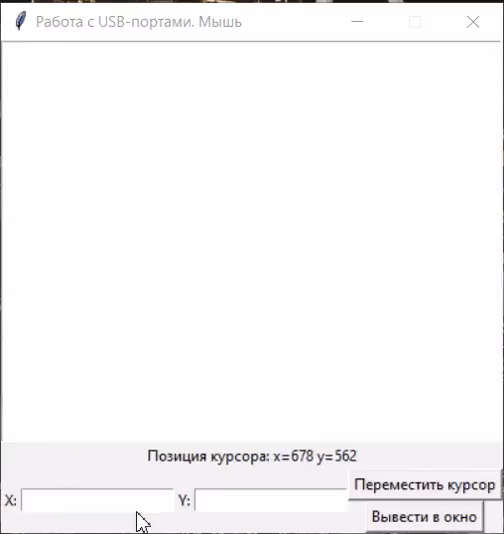 Работа с USB-портами. Мышь
Позиция курсора: x=678 y=562
X: Y: Переместить курсор
Вывести в окно